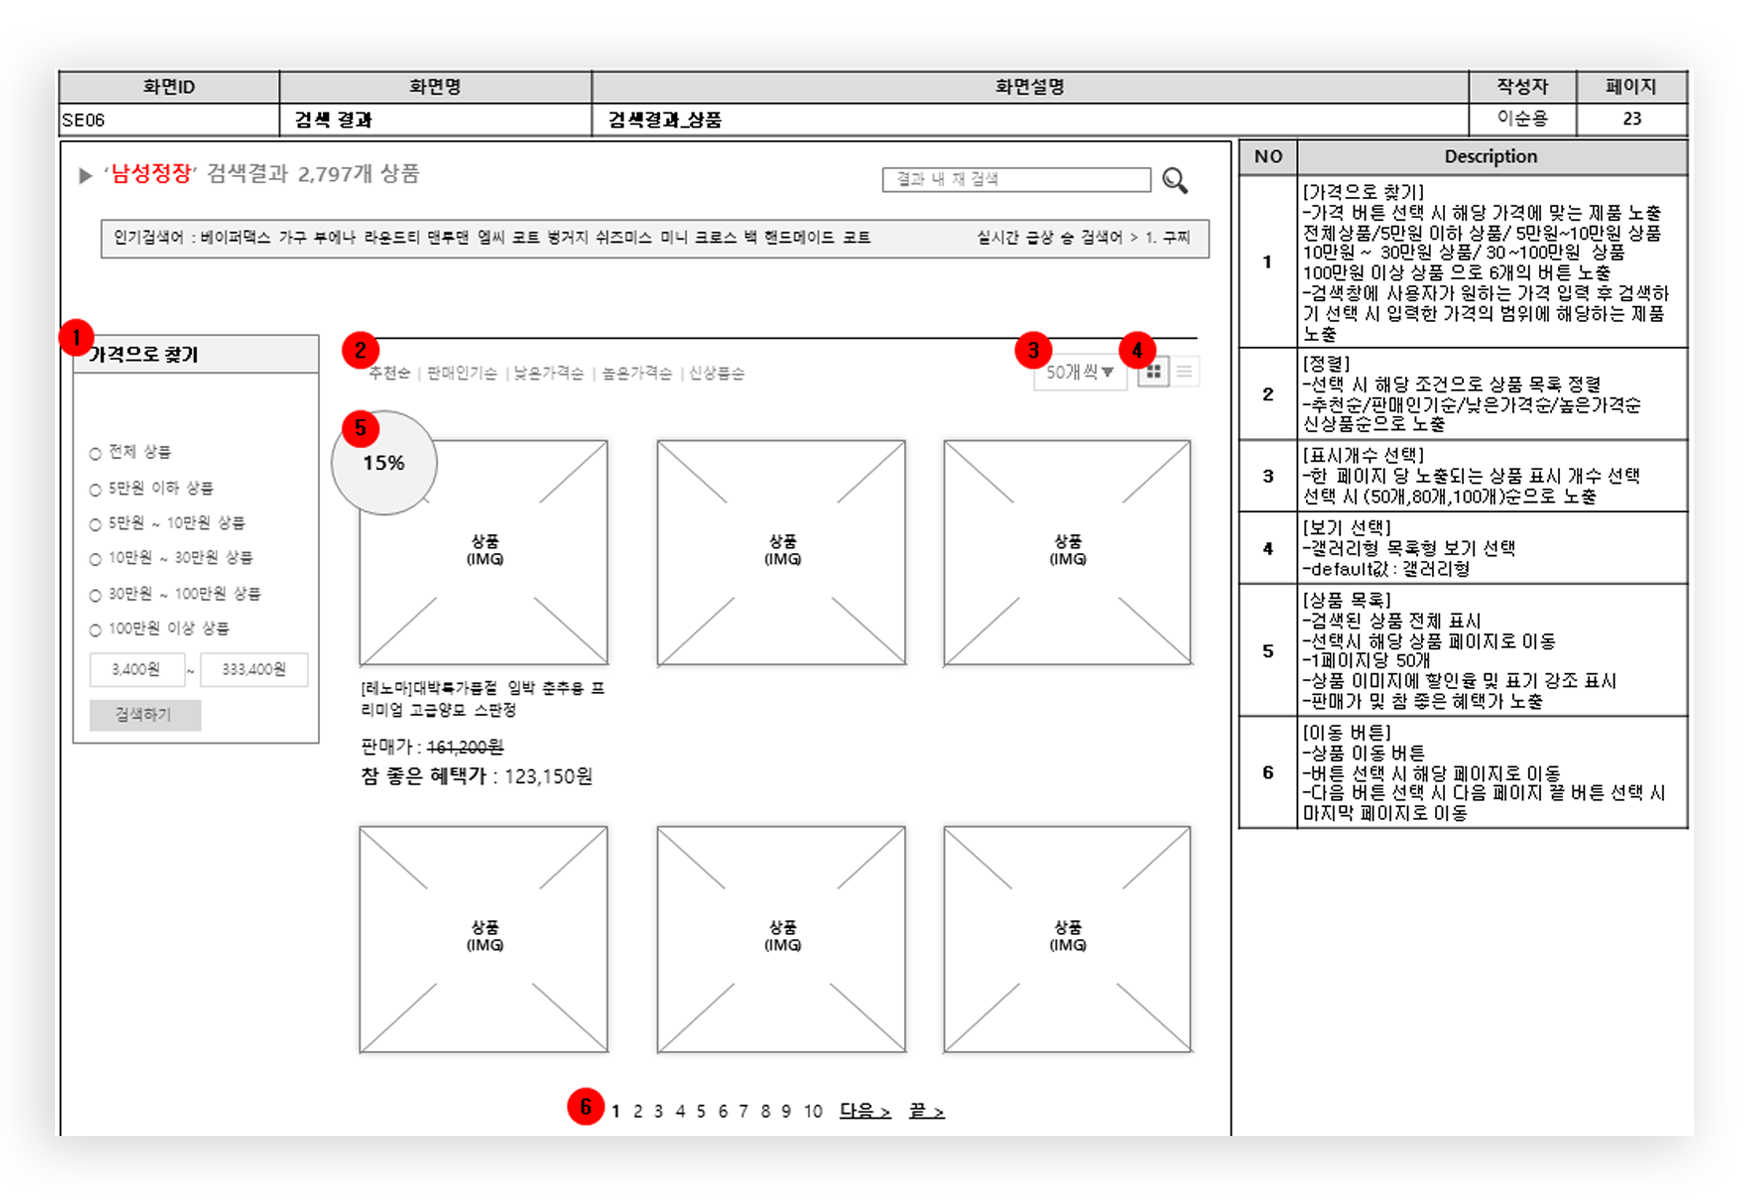 화면ID 화면명 화면설명 작성자 페이지
SE06 검색 결과 검색결과_상품 이순용 23
▶ ‘남성정장’ 검색결과 2,797개 상품
결과 내 재 검색
인기검색어 : 베이퍼맥스 가구 부에나 라운드티 맨투맨 엠씨 코트 벙거지 쉬즈미스 미니 크로스 백 핸드메이드 코트
실시간 급상 승 검색어 > 1. 구찌
1
가격으로 찾기
전체 상품
5만원 이하 상품
5만원 ~ 10만원 상품
10만원 ~ 30만원 상품
30만원 ~ 100만원 상품
100만원 이상 상품
3,400원 ~ 333,400원
검색하기
2
추천순 | 판매인기순 | 낮은가격순 | 높은가격순 | 신상품순
3
50개씩▼
4
5
15%
상품
(IMG)
상품
(IMG)
상품
(IMG)
[레노마]대박특가품절 임박 춘추용 프
리미엄 고급양모 스판정
판매가 : 161,200원
참 좋은 혜택가 : 123,150원
상품
(IMG)
상품
(IMG)
상품
(IMG)
6
1 2 3 4 5 6 7 8 9 10 다음 > 끝 >
NO Description
1
[가격으로 찾기]
-가격 버튼 선택 시 해당 가격에 맞는 제품 노출
전체상품/5만원 이하 상품/ 5만원~10만원 상품
10만원 ~ 30만원 상품/ 30~100만원 상품
100만원 이상 상품 으로 6개의 버튼 노출
-검색창에 사용자가 원하는 가격 입력 후 검색하
기 선택 시 입력한 가격의 범위에 해당하는 제품
노출
2
[정렬]
-선택 시 해당 조건으로 상품 목록 정렬
-추천순/판매인기순/낮은가격순/높은가격순
신상품순으로 노출
3
[표시개수 선택]
-한 페이지 당 노출되는 상품 표시 개수 선택
선택 시 (50개,80개,100개)순으로 노출
4
[보기 선택]
-갤러리형 목록형 보기 선택
-default값 : 갤러리형
5
[상품 목록]
-검색된 상품 전체 표시
-선택시 해당 상품 페이지로 이동
-1페이지당 50개
-상품 이미지에 할인율 및 표기 강조 표시
-판매가 및 참 좋은 혜택가 노출
6
[이동 버튼]
-상품 이동 버튼
-버튼 선택 시 해당 페이지로 이동
-다음 버튼 선택 시 다음 페이지 끝 버튼 선택 시
마지막 페이지로 이동